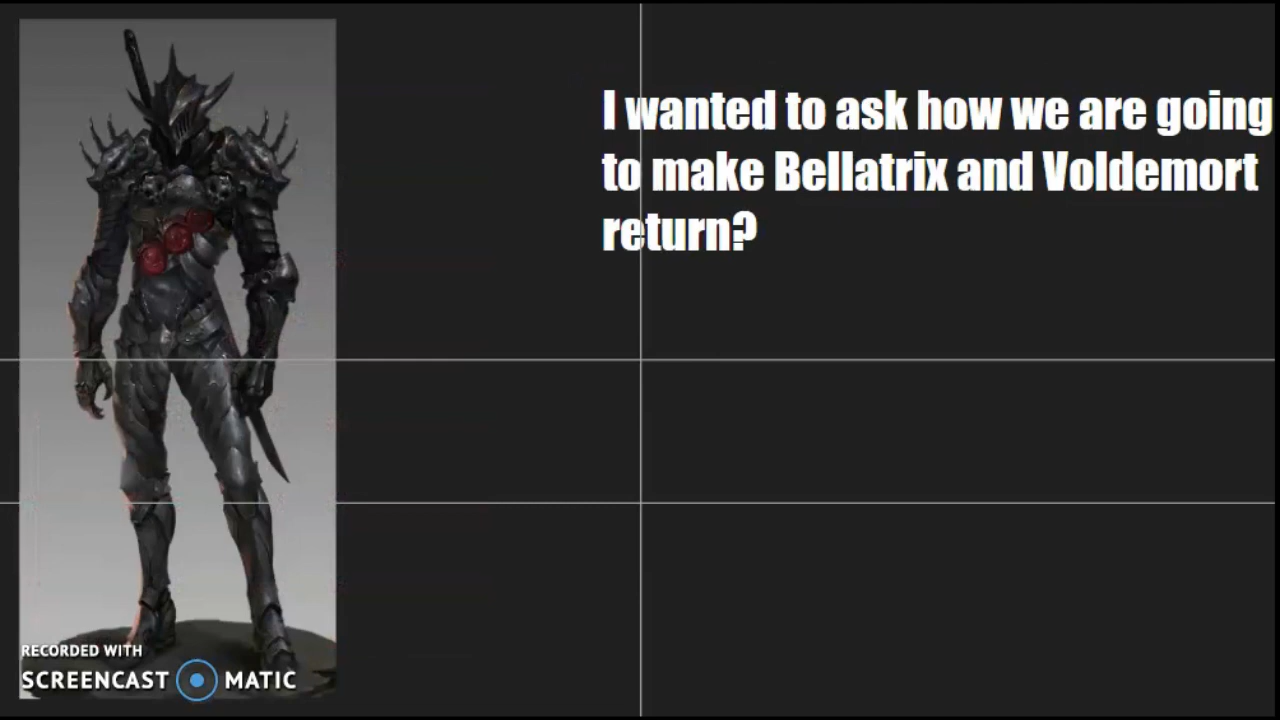 I wanted to ask how we are going
to make Bellatrix and Voldemort
return?
RECORDED WITH
SCREENCAST MATIC